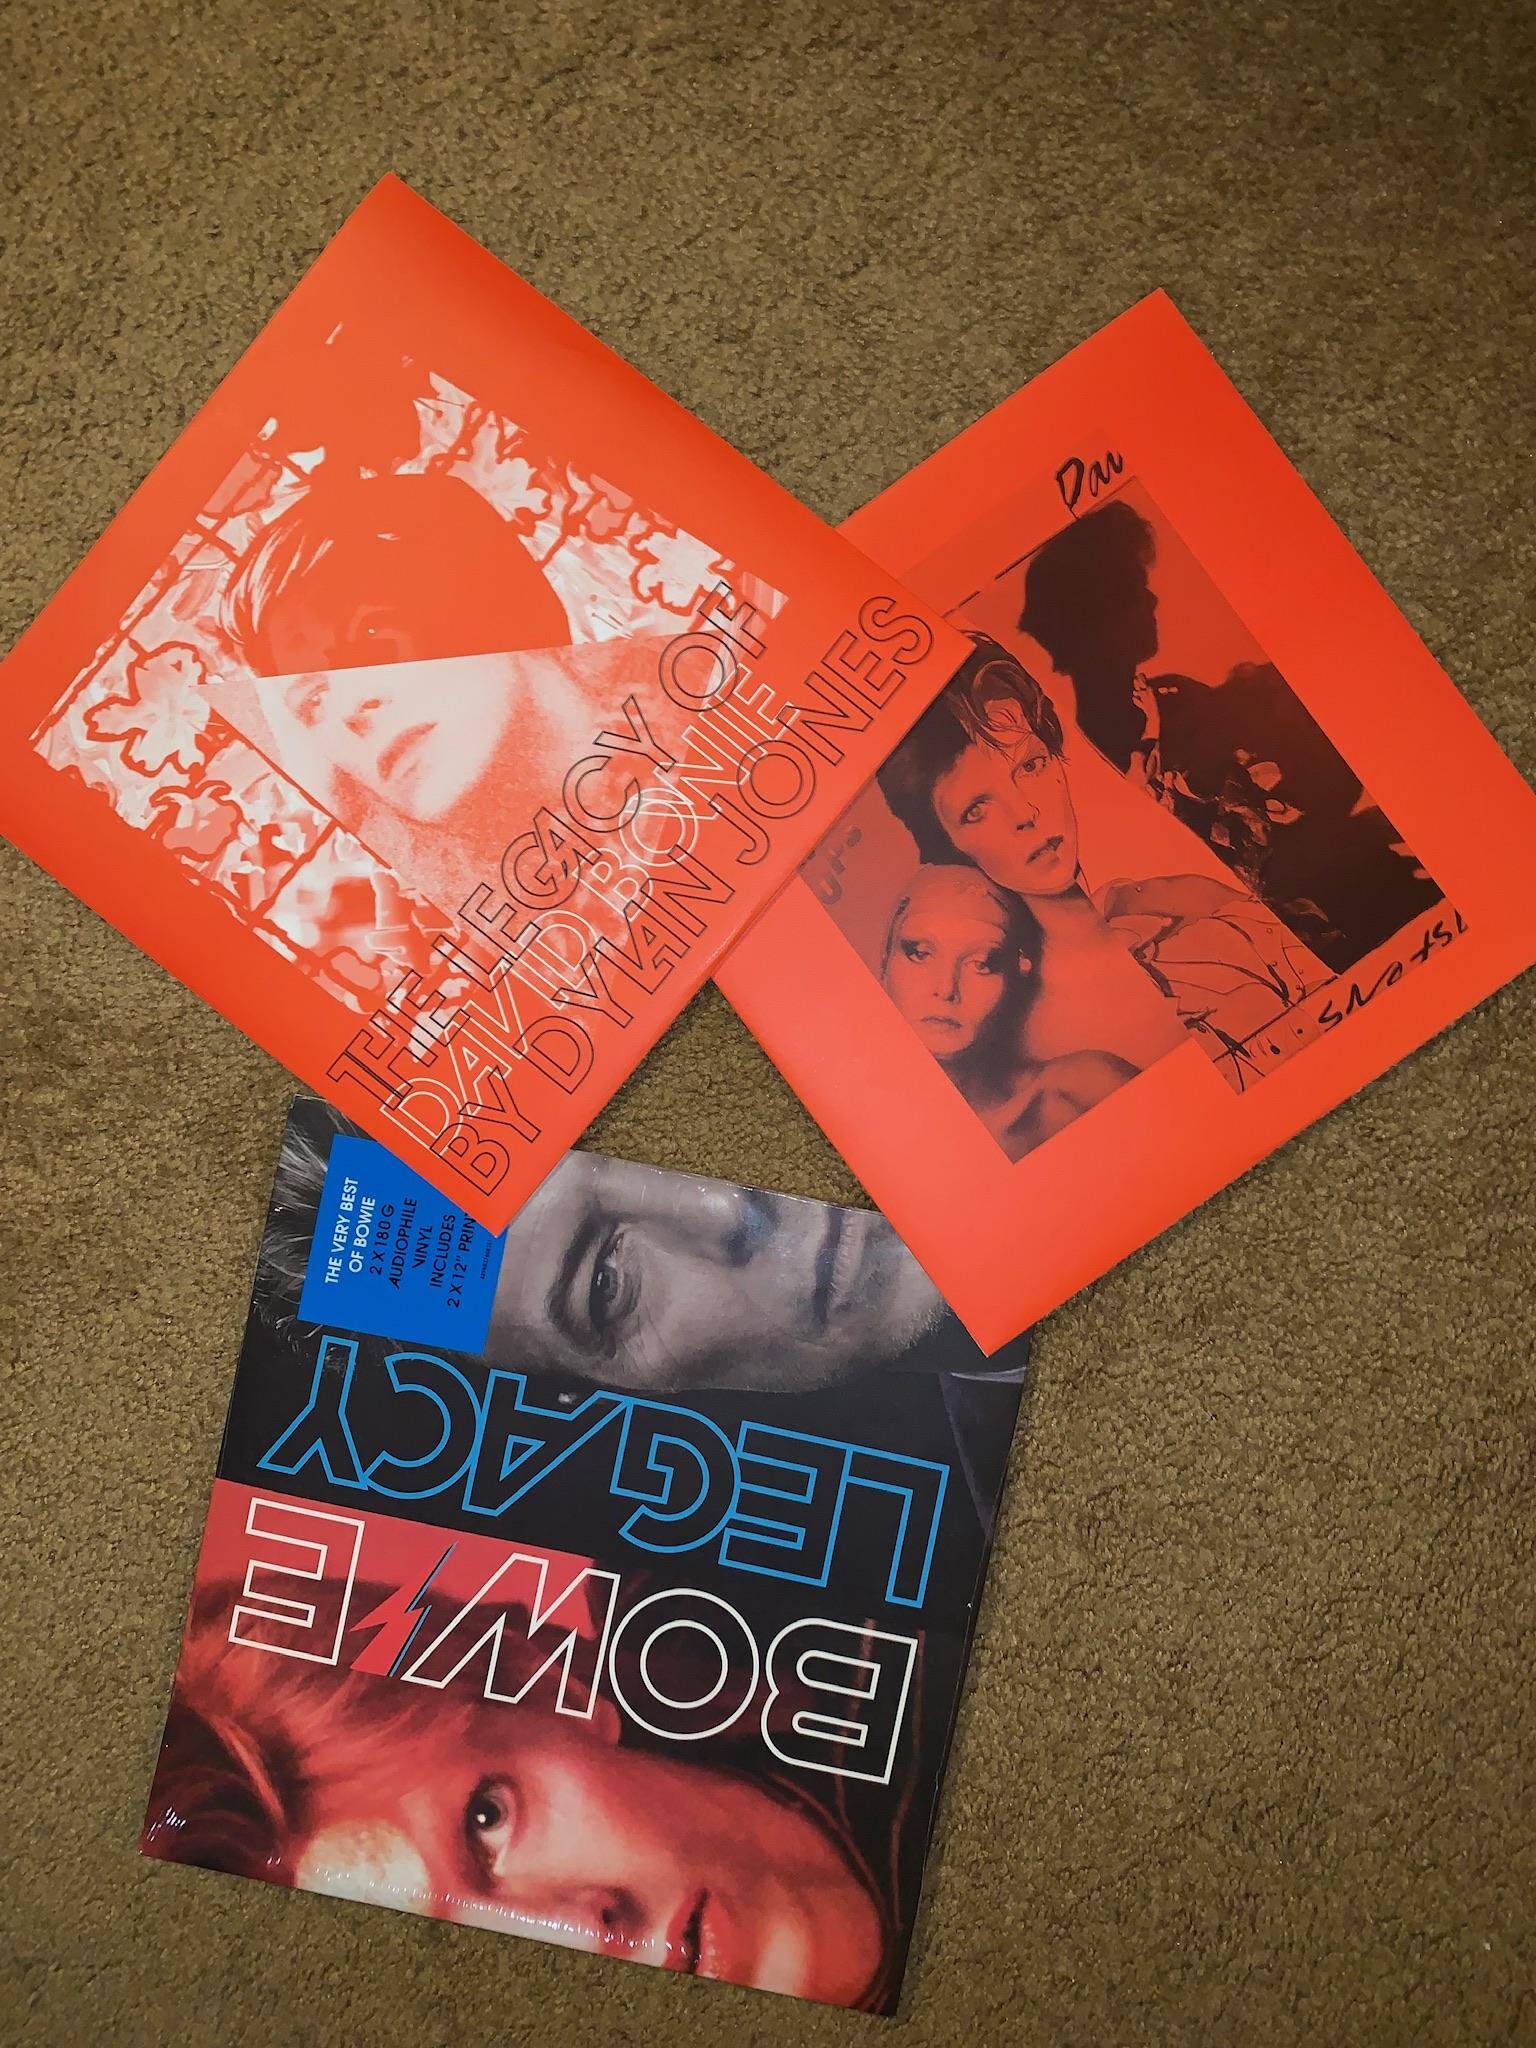 THE LEGACY OF
DAVID BOWIE
BY DYLAN JONES
THE VERY BEST
OF BOWIE
2 X 180 G
AUDIOPHILE
VINYL
INCLUDES
2 X 12"
LEGACY
BOWIE